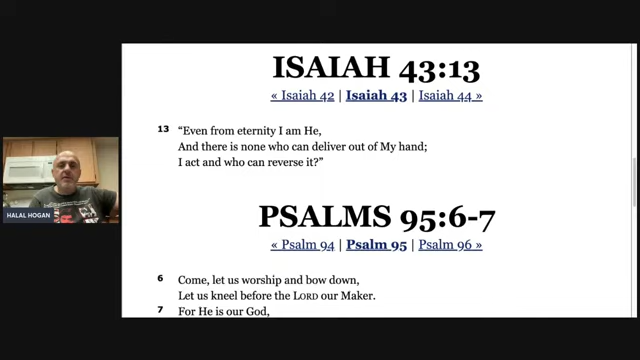 ISAIAH 43:13
« Isaiah 42 | Isaiah 43 | Isaiah 44 »
13 “Even from eternity I am He,
And there is none who can deliver out of My hand;
I act and who can reverse it?”
PSALMS 95:6-7
« Psalm 94 | Psalm 95 | Psalm 96 »
6 Come, let us worship and bow down,
Let us kneel before the LORD our Maker.
7 For He is our God,
HALAL HOGAN